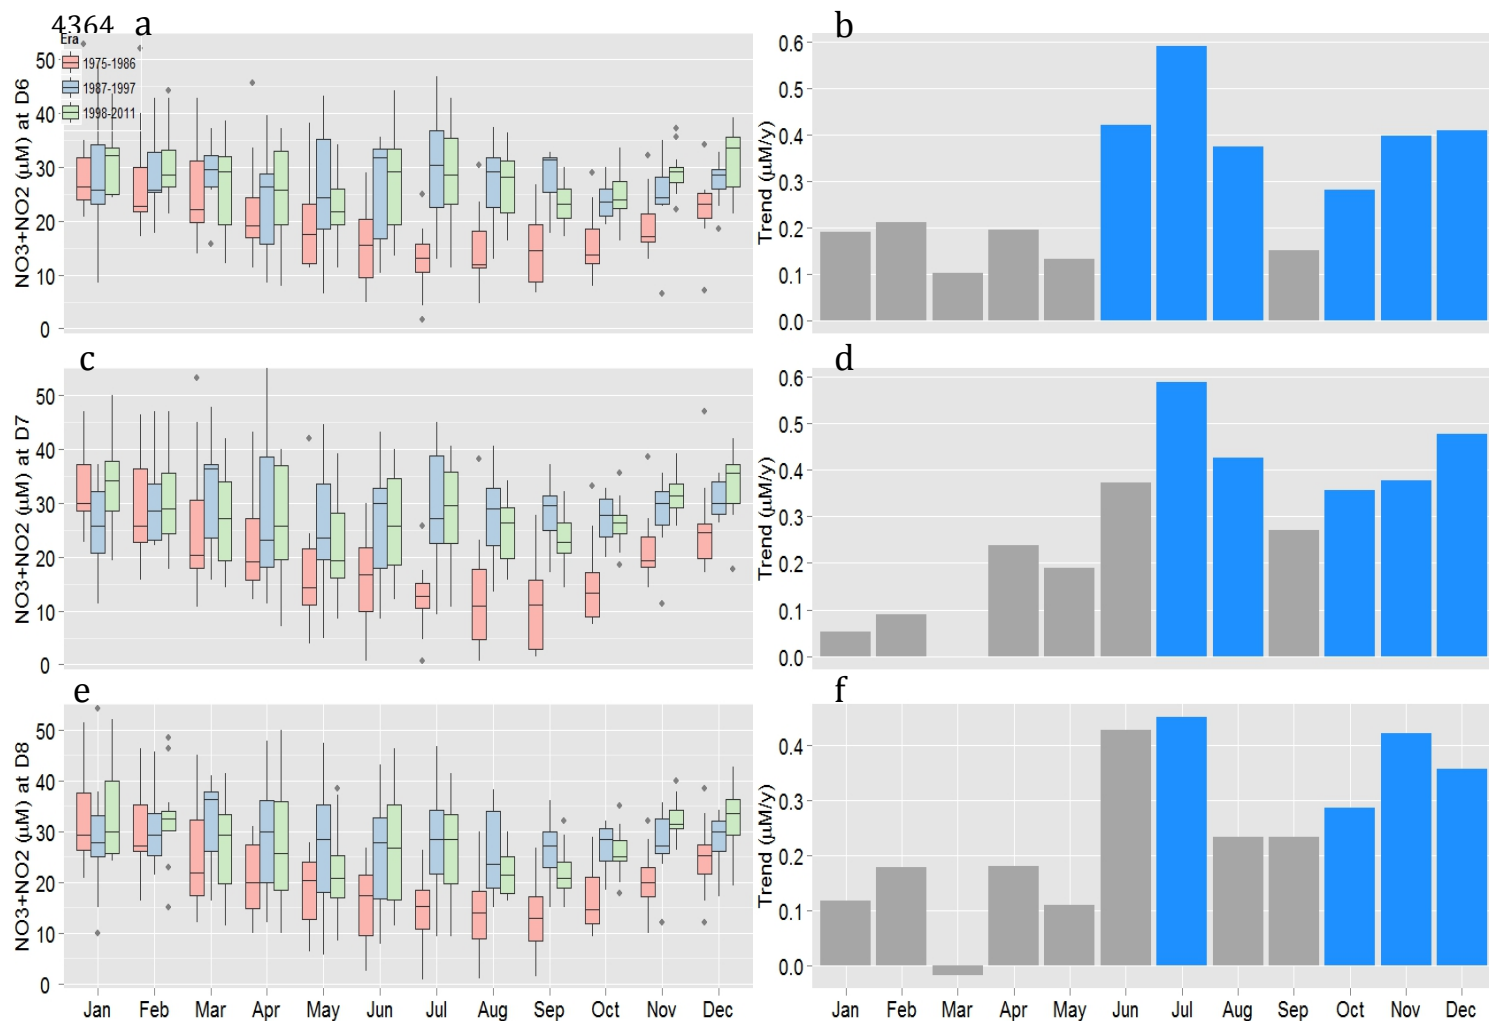 4364 a
Era
1975-1986
1987-1997
1998-2011
NO3+NO2 (µM) at D6
50
40
30
20
10
0
b
Trend (µM/y)
0.6
0.5
0.4
0.3
0.2
0.1
0.0
c
NO3+NO2 (µM) at D7
50
40
30
20
10
0
d
Trend (µM/y)
0.6
0.5
0.4
0.3
0.2
0.1
0.0
e
NO3+NO2 (µM) at D8
50
40
30
20
10
0
Jan Feb Mar Apr May Jun Jul Aug Sep Oct Nov Dec
f
Trend (µM/y)
0.4
0.3
0.2
0.1
0.0
Jan Feb Mar Apr May Jun Jul Aug Sep Oct Nov Dec